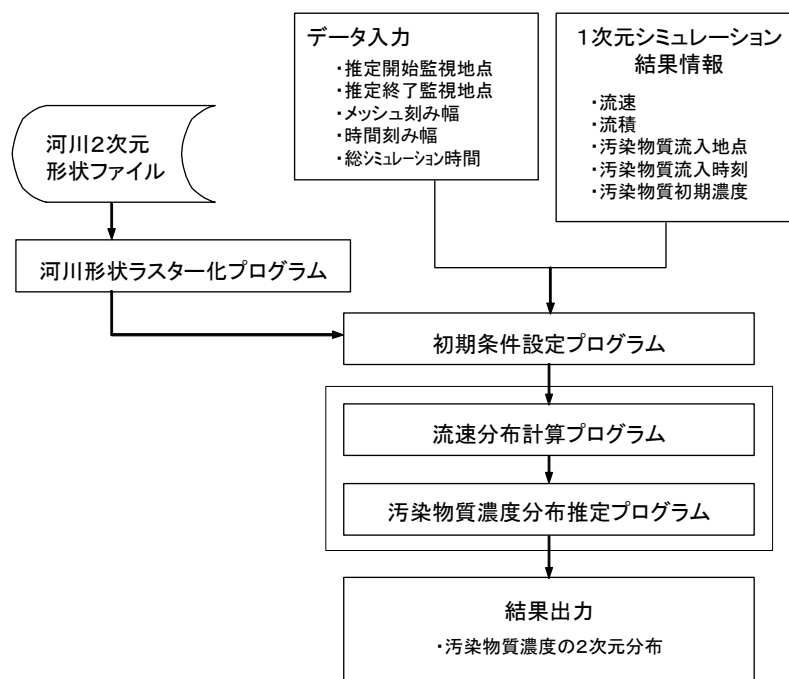 データ入力
・推定開始監視地点
・推定終了監視地点
・メッシュ刻み幅
・時間刻み幅
・総シミュレーション時間
1次元シミュレーション
結果情報
・流速
・流積
・汚染物質流入地点
・汚染物質流入時刻
・汚染物質初期濃度
河川2次元
形状ファイル
河川形状ラスター化プログラム
初期条件設定プログラム
流速分布計算プログラム
汚染物質濃度分布推定プログラム
結果出力
・汚染物質濃度の2次元分布